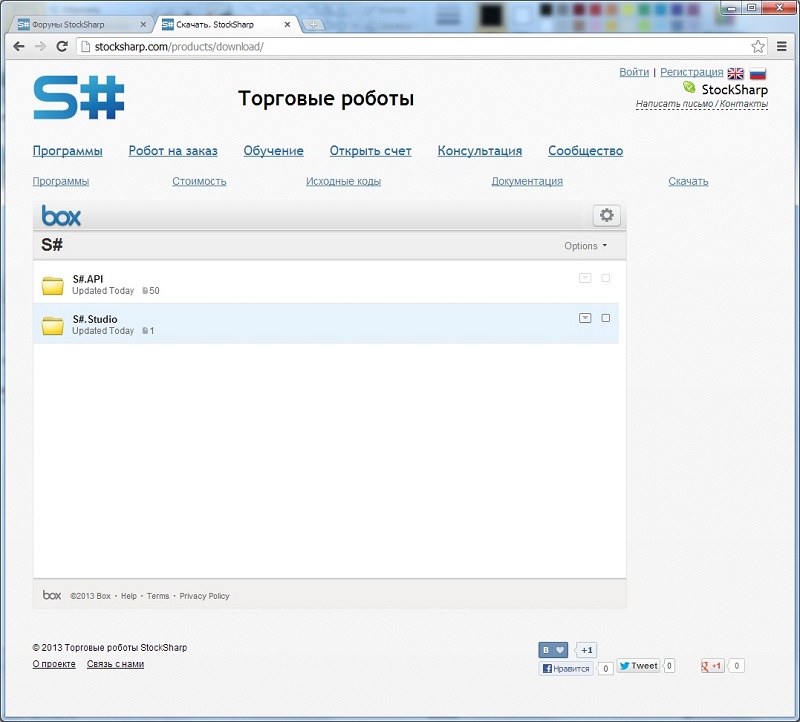 Форумы StockSharp
S# Скачать. StockSharp
stocksharp.com/products/download/
Войти | Регистрация
S#
Торговые роботы
StockSharp
Написать письмо / Контакты
Программы Робот на заказ Обучение Открыть счет Консультация Сообщество
Программы Стоимость Исходные коды Документация Скачать
box
S#
Options
S#.API
Updated Today 50
S#.Studio
Updated Today 1
box ©2013 Box · Help · Terms · Privacy Policy
© 2013 Торговые роботы StockSharp
О проекте Связь с нами
B +1
Нравится 0 Tweet 0 g +1 0